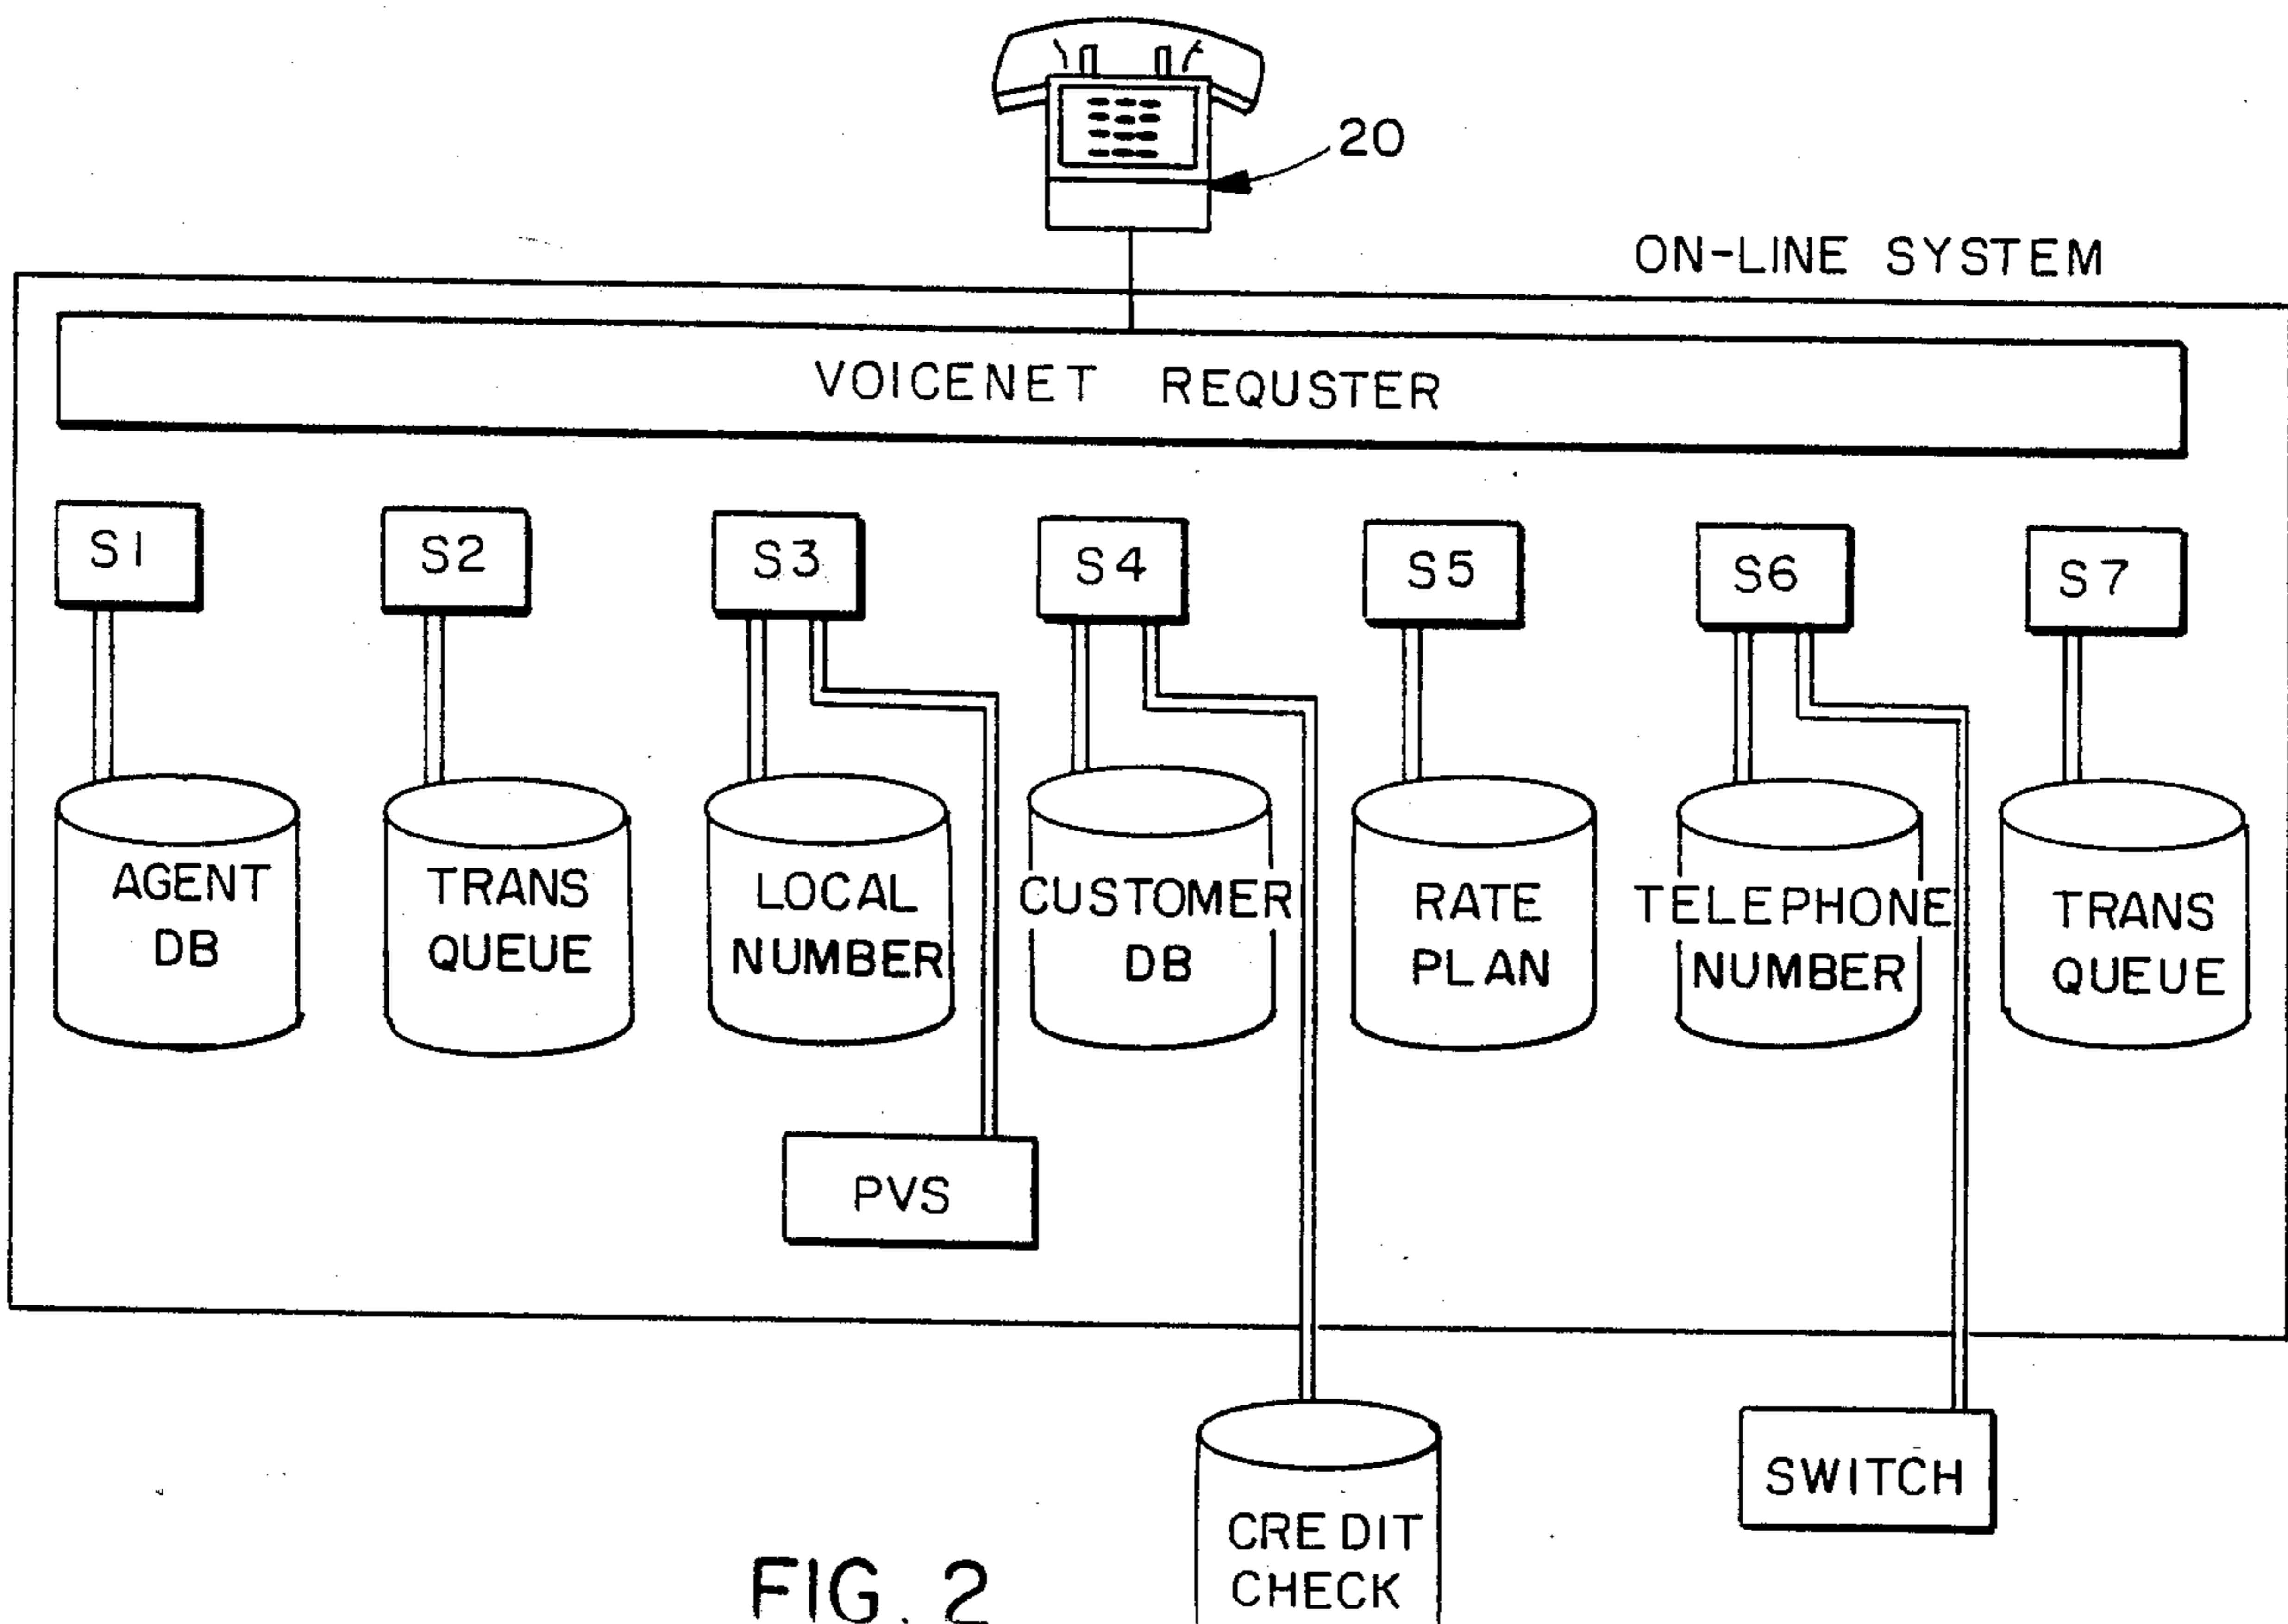 20
ON-LINE SYSTEM
VOICENET REQUSTER
S1
S2
S3
S4
S5
S6
S7
AGENT
DB
TRANS
QUEUE
LOCAL
NUMBER
CUSTOMER
DB
RATE
PLAN
TELEPHONE
NUMBER
TRANS
QUEUE
PVS
CREDIT
CHECK
SWITCH
FIG. 2